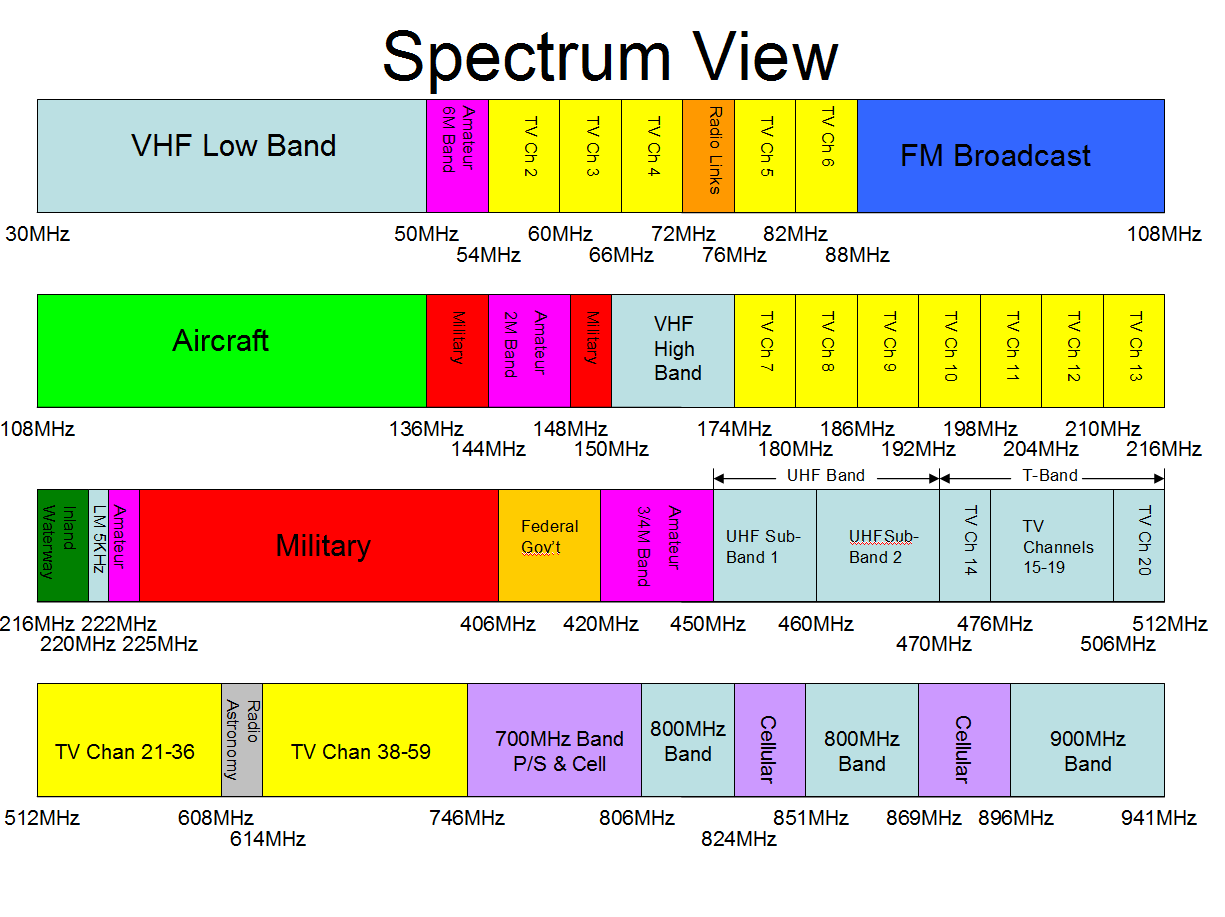 Spectrum View
VHF Low Band
Amateur
6M Band
TV Ch 2
TV Ch 3
TV Ch 4
Radio Links
TV Ch 5
TV Ch 6
FM Broadcast
30MHz
50MHz
54MHz
60MHz
66MHz
72MHz
76MHz
82MHz
88MHz
108MHz
Aircraft
Military
Amateur
2M Band
Military
VHF
High
Band
TV Ch 7
TV Ch 8
TV Ch 9
TV Ch 10
TV Ch 11
TV Ch 12
TV Ch 13
108MHz
136MHz
144MHz
148MHz
150MHz
174MHz
180MHz
186MHz
192MHz
198MHz
204MHz
210MHz
216MHz
UHF Band
T-Band
Inland
Waterway
LM 5KHz
Amateur
Military
Federal
Gov't
Amateur
3/4M Band
UHF Sub-
Band 1
UHFSub-
Band 2
TV Ch 14
TV
Channels
15-19
TV Ch 20
216MHz
220MHz
222MHz
225MHz
406MHz
420MHz
450MHz
460MHz
470MHz
476MHz
506MHz
512MHz
TV Chan 21-36
Radio
Astronomy
TV Chan 38-59
700MHz Band
P/S & Cell
800MHz
Band
Cellular
800MHz
Band
Cellular
900MHz
Band
512MHz
608MHz
614MHz
746MHz
806MHz
824MHz
851MHz
869MHz
896MHz
941MHz